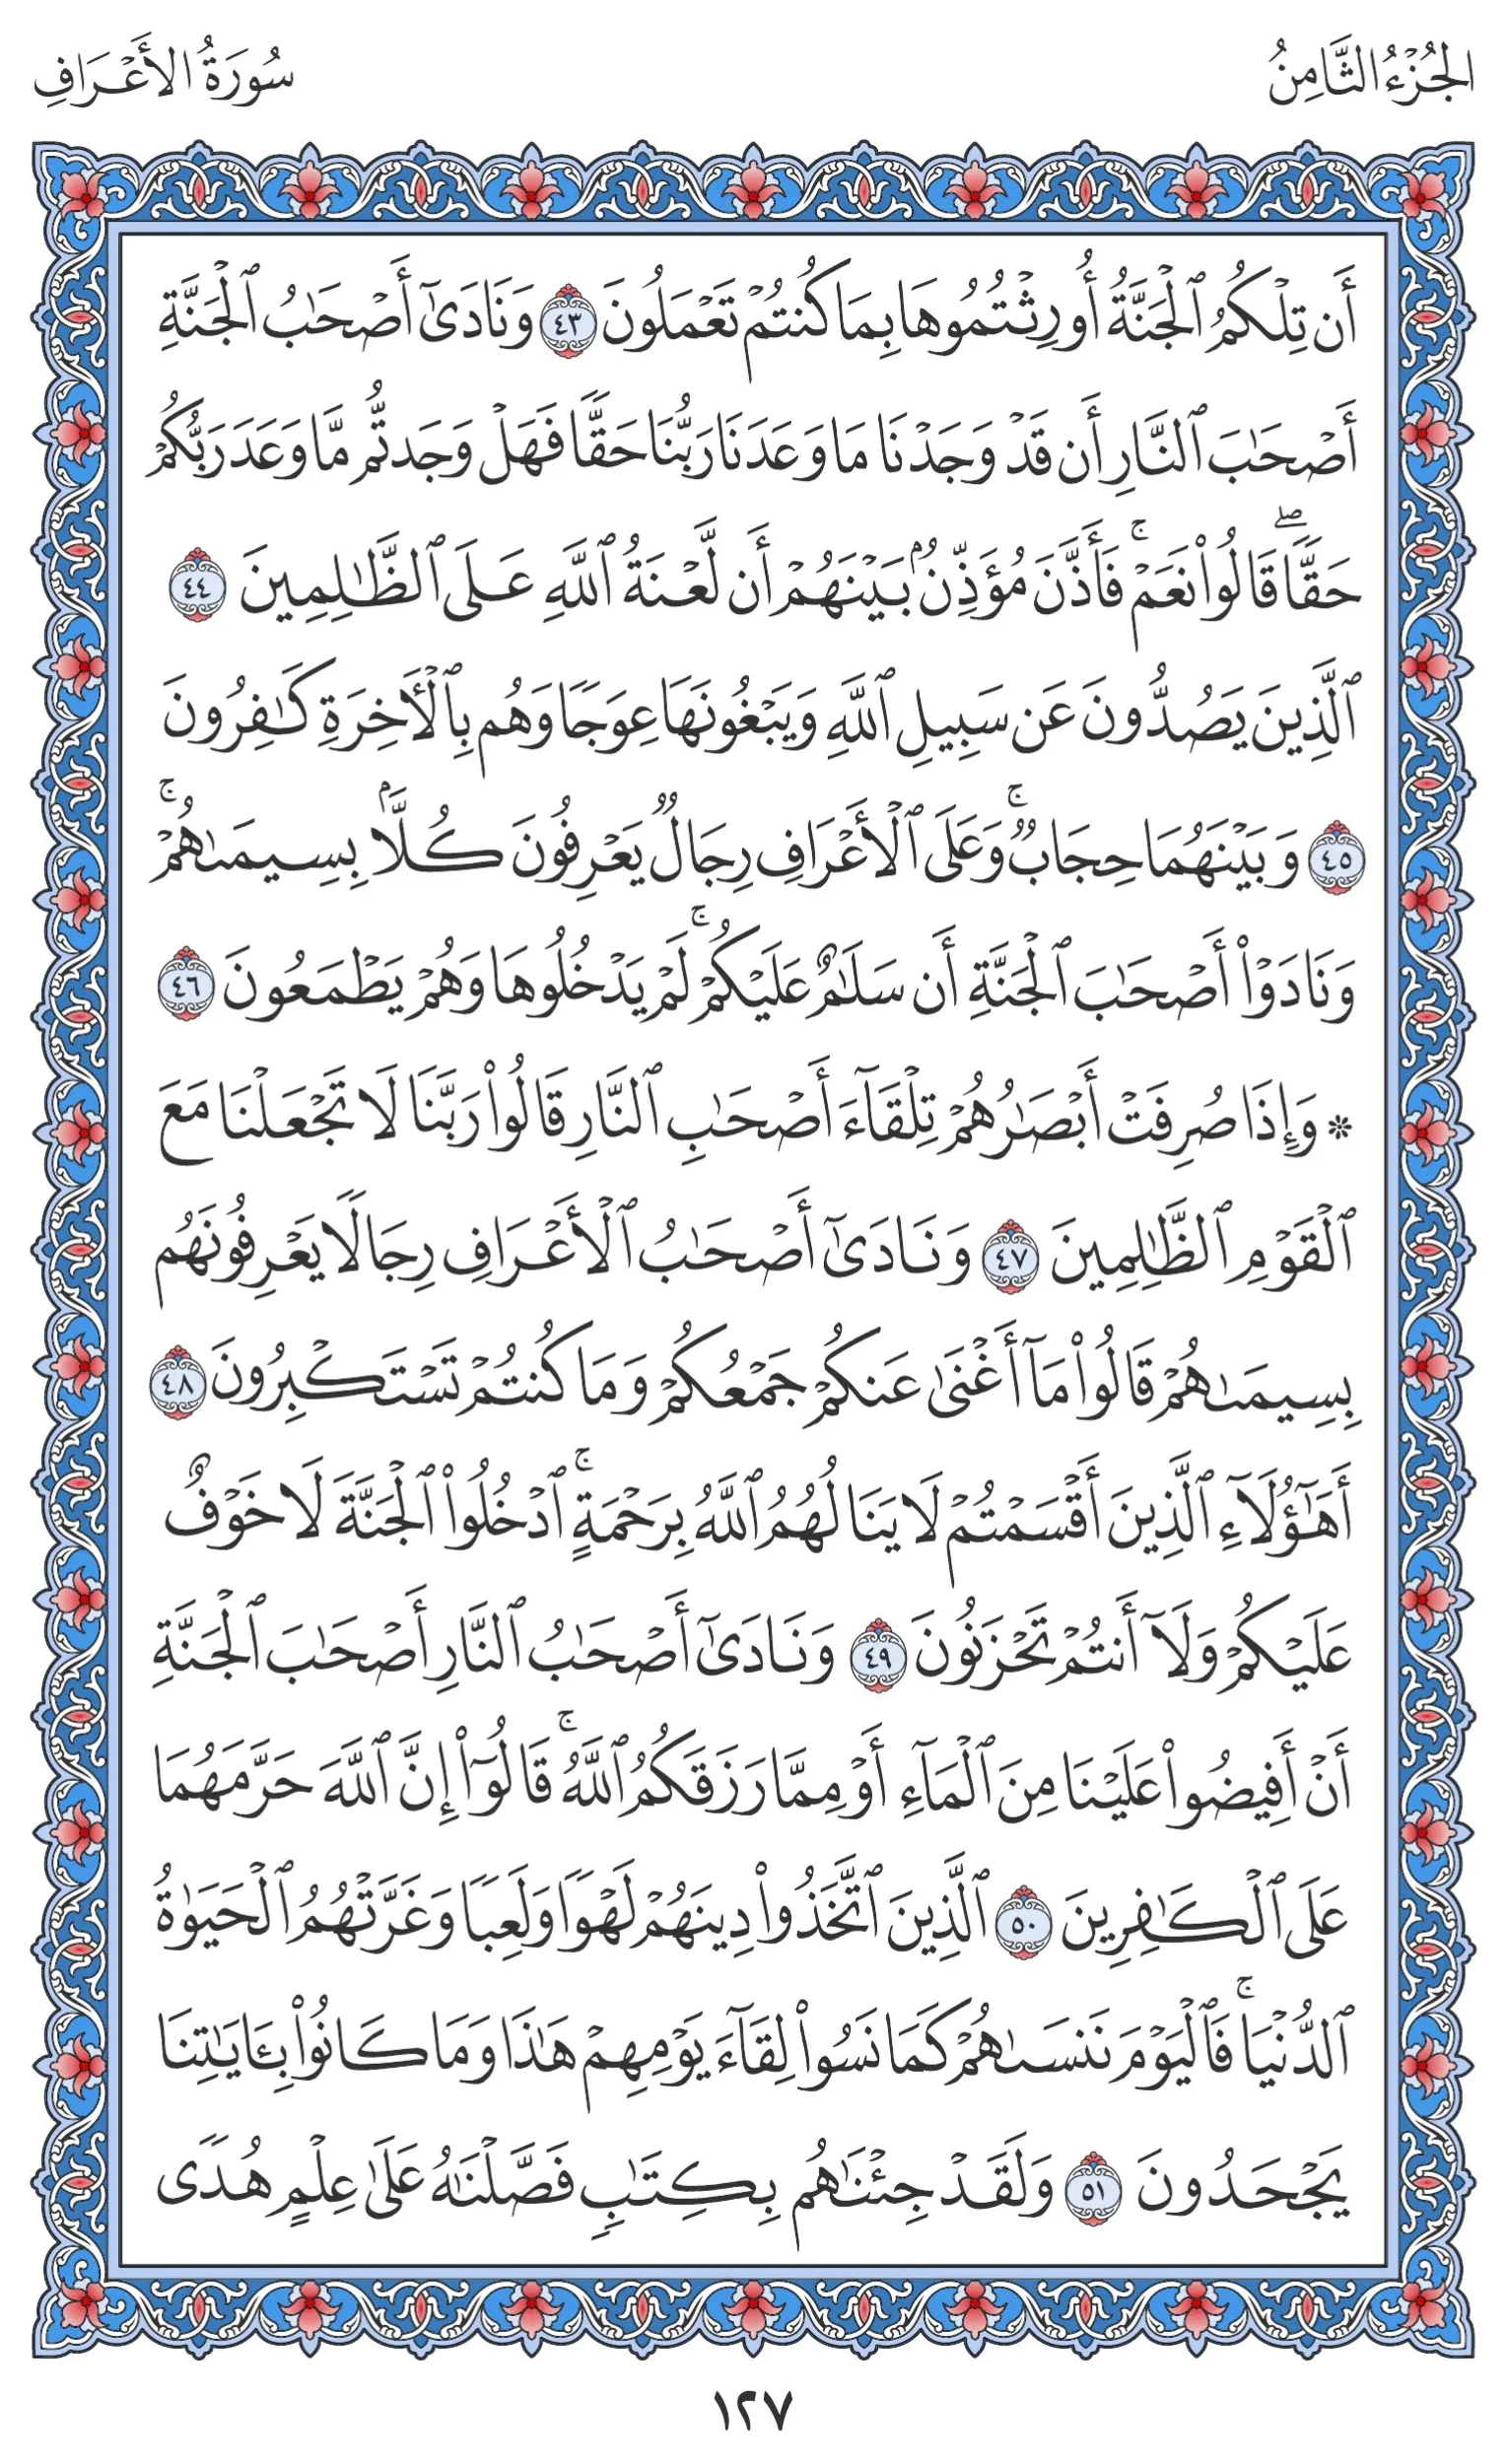 الجُزْءُ الثَّامِنُ
سُورَةُ الأَعْرَافِ
أَن تِلْكُمُ ٱلْجَنَّةُ أُورِثْتُمُوهَا بِمَا كُنتُمْ تَعْمَلُونَ ٤٣ وَنَادَىٰٓ أَصْحَٰبُ ٱلْجَنَّةِ
أَصْحَٰبَ ٱلنَّارِ أَن قَدْ وَجَدْنَا مَا وَعَدَنَا رَبُّنَا حَقًّا فَهَلْ وَجَدتُّم مَّا وَعَدَ رَبُّكُمْ
حَقًّاۖ قَالُوا۟ نَعَمْۚ فَأَذَّنَ مُؤَذِّنُۢ بَيْنَهُمْ أَن لَّعْنَةُ ٱللَّهِ عَلَى ٱلظَّٰلِمِينَ ٤٤
ٱلَّذِينَ يَصُدُّونَ عَن سَبِيلِ ٱللَّهِ وَيَبْغُونَهَا عِوَجًا وَهُم بِٱلْأَخِرَةِ كَٰفِرُونَ
٤٥ وَبَيْنَهُمَا حِجَابٌۚ وَعَلَى ٱلْأَعْرَافِ رِجَالٌ يَعْرِفُونَ كُلًّۢا بِسِيمَىٰهُمْۚ
وَنَادَوْا۟ أَصْحَٰبَ ٱلْجَنَّةِ أَن سَلَٰمٌ عَلَيْكُمْۚ لَمْ يَدْخُلُوهَا وَهُمْ يَطْمَعُونَ ٤٦
* وَإِذَا صُرِفَتْ أَبْصَٰرُهُمْ تِلْقَآءَ أَصْحَٰبِ ٱلنَّارِ قَالُوا۟ رَبَّنَا لَا تَجْعَلْنَا مَعَ
ٱلْقَوْمِ ٱلظَّٰلِمِينَ ٤٧ وَنَادَىٰٓ أَصْحَٰبُ ٱلْأَعْرَافِ رِجَالًا يَعْرِفُونَهُم
بِسِيمَىٰهُمْ قَالُوا۟ مَآ أَغْنَىٰ عَنكُمْ جَمْعُكُمْ وَمَا كُنتُمْ تَسْتَكْبِرُونَ ٤٨
أَهَٰٓؤُلَآءِ ٱلَّذِينَ أَقْسَمْتُمْ لَا يَنَالُهُمُ ٱللَّهُ بِرَحْمَةٍۚ ٱدْخُلُوا۟ ٱلْجَنَّةَ لَا خَوْفٌ
عَلَيْكُمْ وَلَآ أَنتُمْ تَحْزَنُونَ ٤٩ وَنَادَىٰٓ أَصْحَٰبُ ٱلنَّارِ أَصْحَٰبَ ٱلْجَنَّةِ
أَنْ أَفِيضُوا۟ عَلَيْنَا مِنَ ٱلْمَآءِ أَوْ مِمَّا رَزَقَكُمُ ٱللَّهُۚ قَالُوٓا۟ إِنَّ ٱللَّهَ حَرَّمَهُمَا
عَلَى ٱلْكَٰفِرِينَ ٥٠ ٱلَّذِينَ ٱتَّخَذُوا۟ دِينَهُمْ لَهْوًا وَلَعِبًا وَغَرَّتْهُمُ ٱلْحَيَوٰةُ
ٱلدُّنْيَاۚ فَٱلْيَوْمَ نَنسَىٰهُمْ كَمَا نَسُوا۟ لِقَآءَ يَوْمِهِمْ هَٰذَا وَمَا كَانُوا۟ بِـَٔايَٰتِنَا
يَجْحَدُونَ ٥١ وَلَقَدْ جِئْنَٰهُم بِكِتَٰبٍ فَصَّلْنَٰهُ عَلَىٰ عِلْمٍ هُدًى
١٢٧